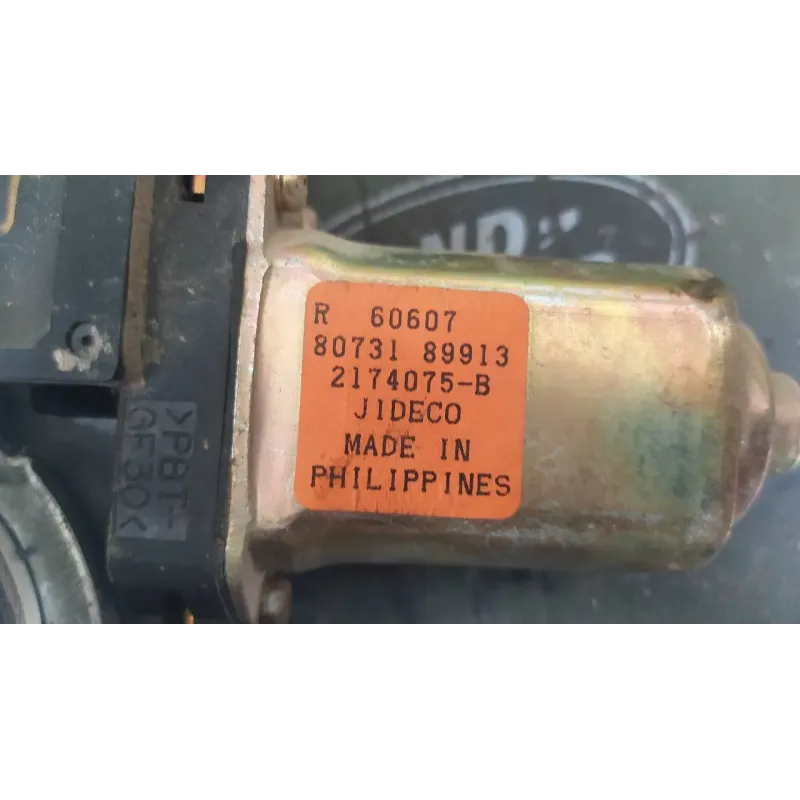 R 60607
80731 89913
2174075-B
JIDECO
MADE IN
PHILIPPINES
>PBT-
GF30<